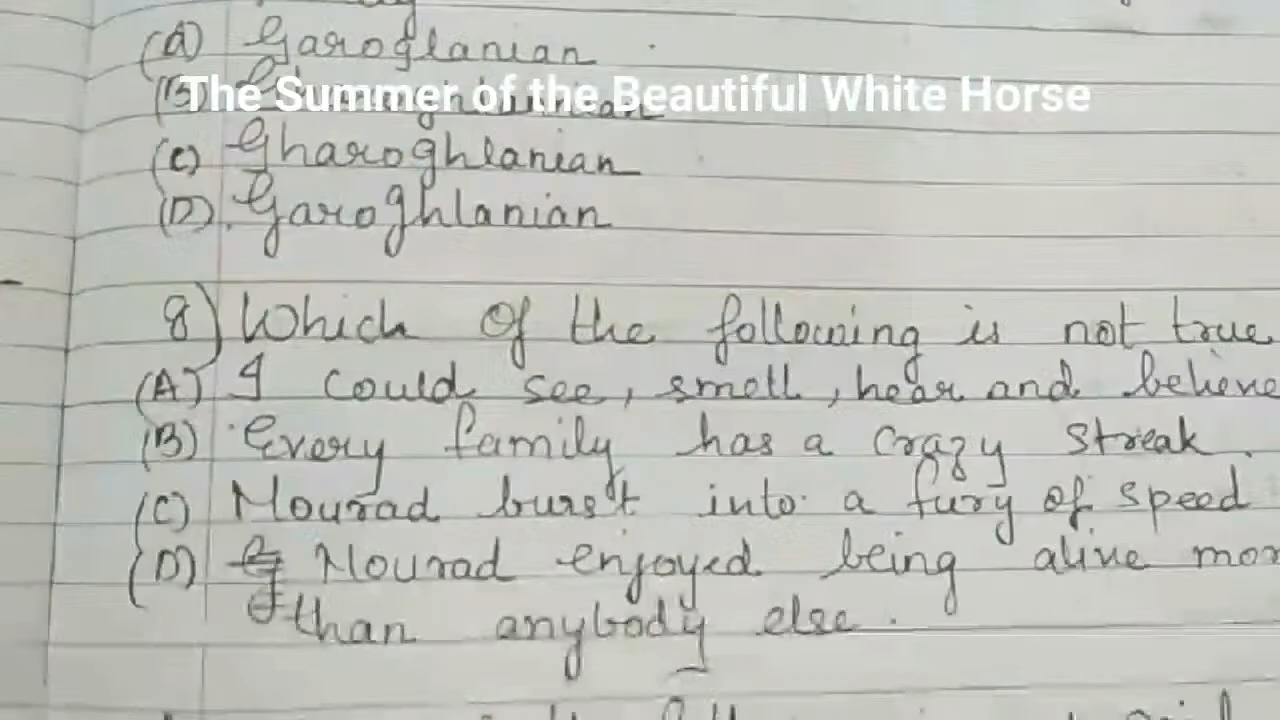 (A) Garoglanian
The Summer of the Beautiful White Horse
(B)
(C) Gharoghlanian
(D) Garoghlanian
8) Which of the following is not true
(A) I could see, smell, hear and believe
(B) Every family has a crazy streak.
(C) Mourad burst into a fury of speed
(D) Mourad enjoyed being alive mor
than anybody else.